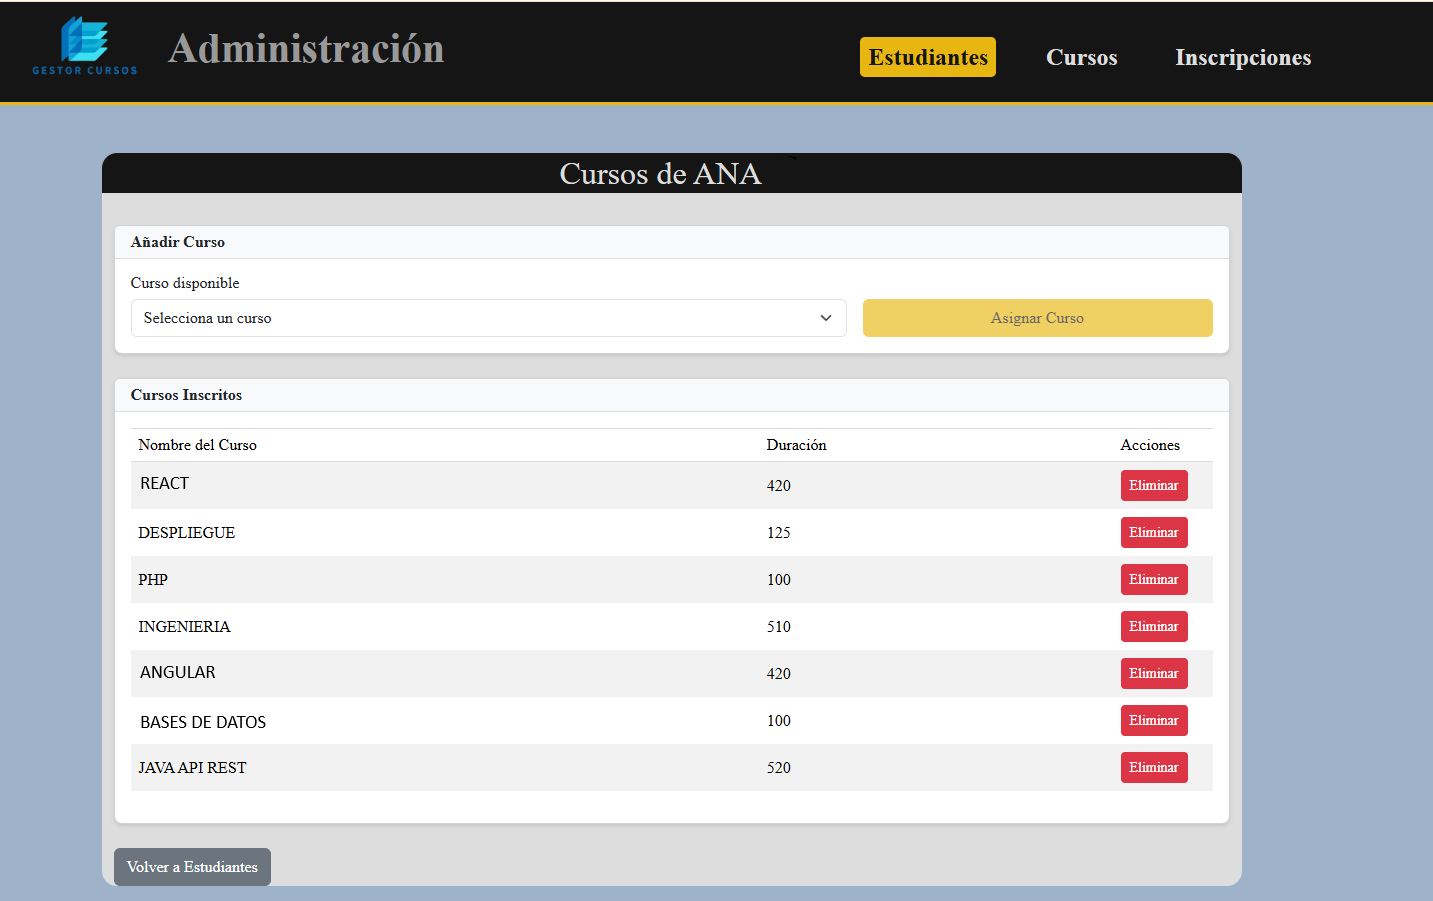 GESTOR CURSOS
Administración
Estudiantes
Cursos
Inscripciones
Cursos de ANA
Añadir Curso
Curso disponible
Selecciona un curso
Asignar Curso
Cursos Inscritos
Nombre del Curso Duración Acciones
REACT 420 Eliminar
DESPLIEGUE 125 Eliminar
PHP 100 Eliminar
INGENIERIA 510 Eliminar
ANGULAR 420 Eliminar
BASES DE DATOS 100 Eliminar
JAVA API REST 520 Eliminar
Volver a Estudiantes